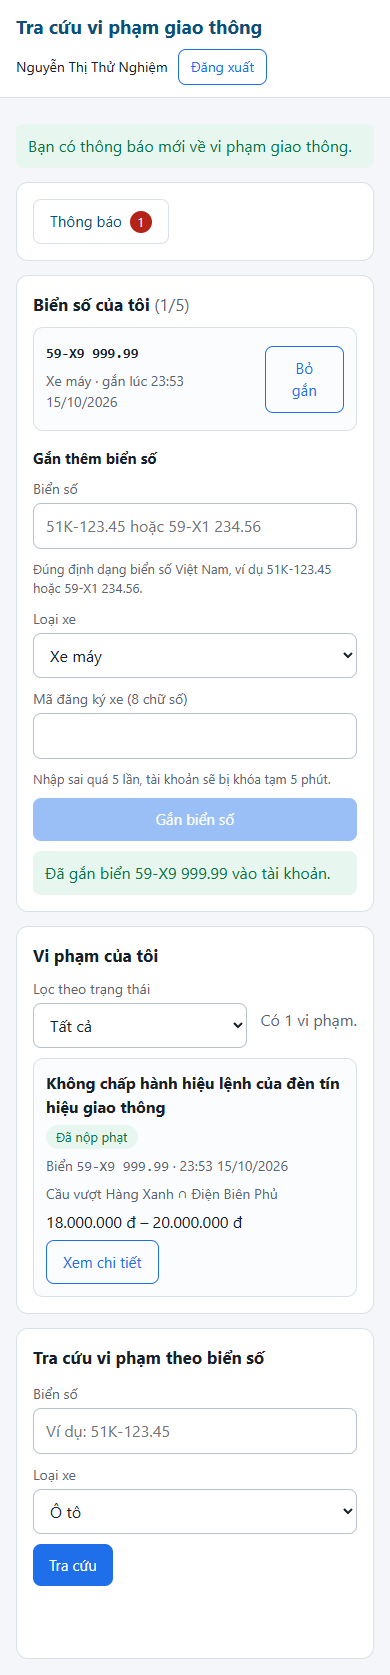 Tra cứu vi phạm giao thông
Nguyễn Thị Thử Nghiệm
Đăng xuất
Bạn có thông báo mới về vi phạm giao thông.
Thông báo 1
Biển số của tôi (1/5)
59-X9 999.99
Xe máy · gắn lúc 23:53
15/10/2026
Bỏ
gắn
Gắn thêm biển số
Biển số
51K-123.45 hoặc 59-X1 234.56
Đúng định dạng biển số Việt Nam, ví dụ 51K-123.45
hoặc 59-X1 234.56.
Loại xe
Xe máy
Mã đăng ký xe (8 chữ số)
Nhập sai quá 5 lần, tài khoản sẽ bị khóa tạm 5 phút.
Gắn biển số
Đã gắn biển 59-X9 999.99 vào tài khoản.
Vi phạm của tôi
Lọc theo trạng thái
Tất cả
Có 1 vi phạm.
Không chấp hành hiệu lệnh của đèn tín
hiệu giao thông
Đã nộp phạt
Biển 59-X9 999.99 · 23:53 15/10/2026
Cầu vượt Hàng Xanh ∩ Điện Biên Phủ
18.000.000 đ – 20.000.000 đ
Xem chi tiết
Tra cứu vi phạm theo biển số
Biển số
Ví dụ: 51K-123.45
Loại xe
Ô tô
Tra cứu